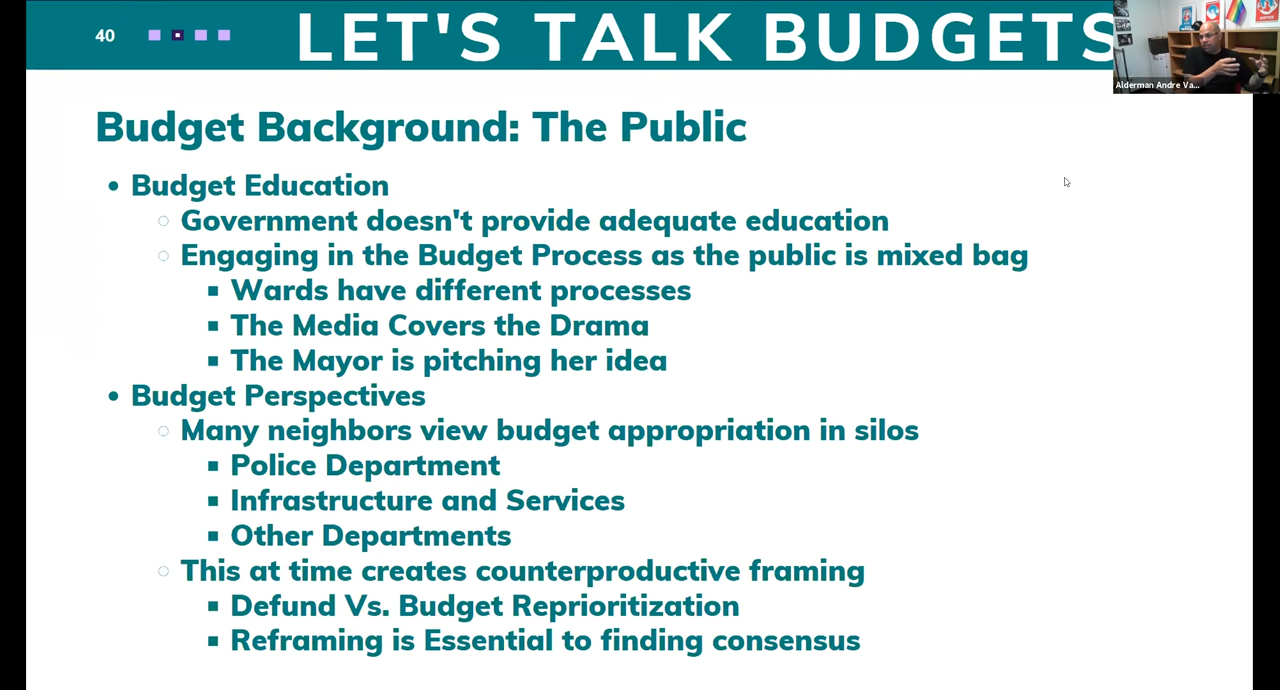 40
LET'S TALK BUDGETS
Alderman Andre Va...
Budget Background: The Public
Budget Education
Government doesn't provide adequate education
Engaging in the Budget Process as the public is mixed bag
Wards have different processes
The Media Covers the Drama
The Mayor is pitching her idea
Budget Perspectives
Many neighbors view budget appropriation in silos
Police Department
Infrastructure and Services
Other Departments
This at time creates counterproductive framing
Defund Vs. Budget Reprioritization
Reframing is Essential to finding consensus